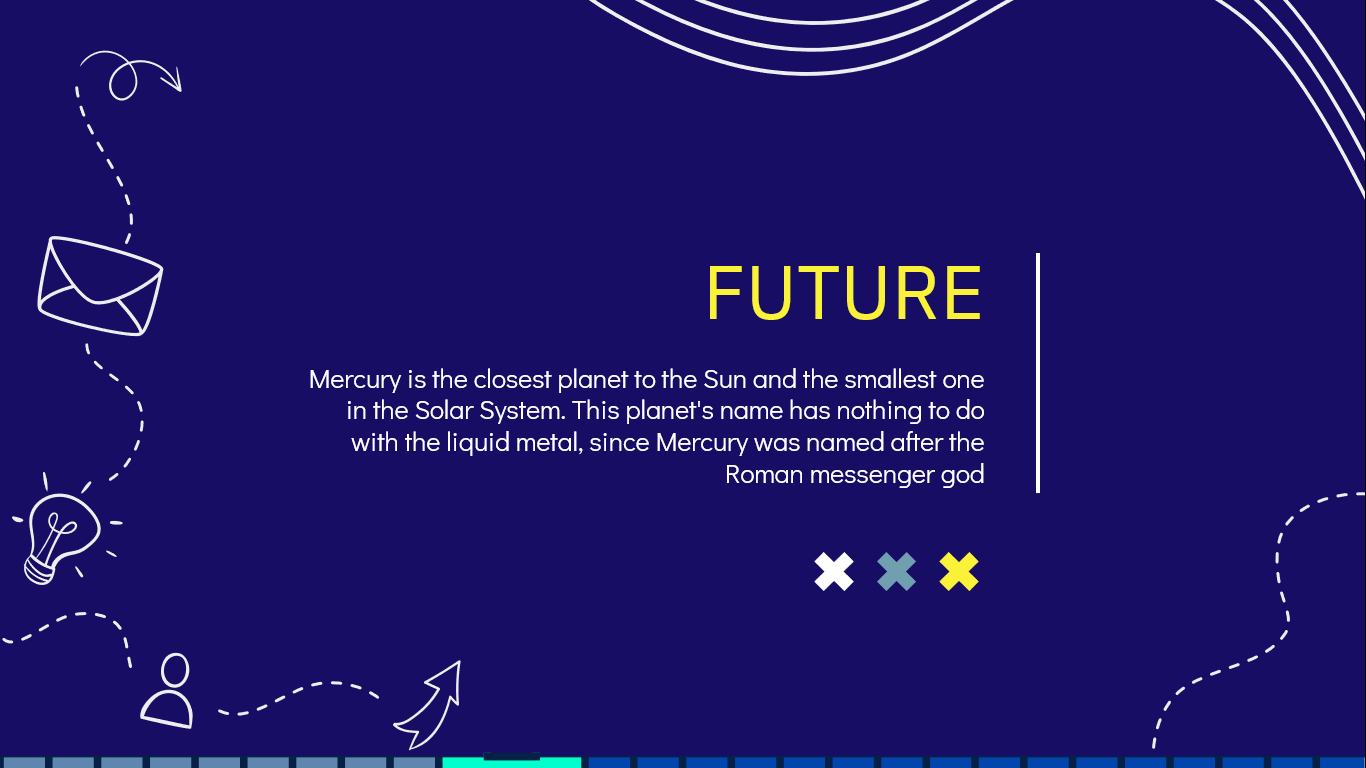 FUTURE
Mercury is the closest planet to the Sun and the smallest one
in the Solar System. This planet's name has nothing to do
with the liquid metal, since Mercury was named after the
Roman messenger god